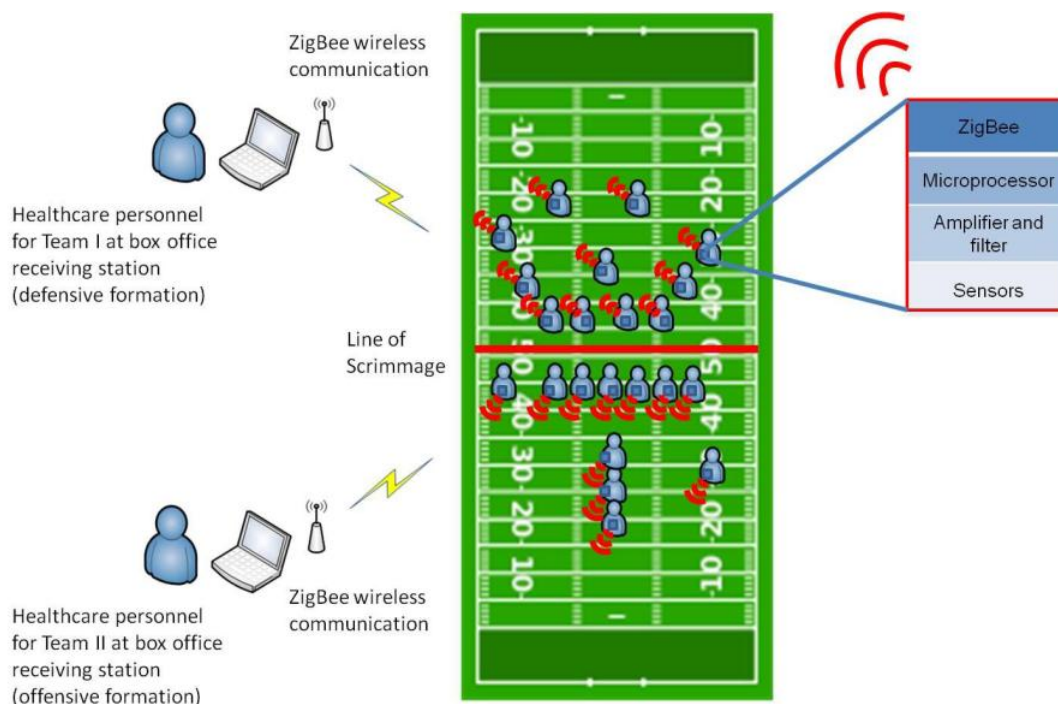 ZigBee wireless
communication
Healthcare personnel
for Team I at box office
receiving station
(defensive formation)
Line of
Scrimmage
Healthcare personnel
for Team II at box office
receiving station
(offensive formation)
ZigBee wireless
communication
10
10
20
20
30
40
50
50
40
40
30
20
20
10
10
ZigBee
Microprocessor
Amplifier and
filter
Sensors